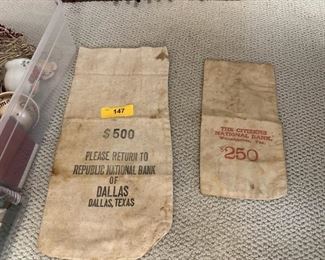 147
$500
PLEASE RETURN TO
REPUBLIC NATIONAL BANK
OF
DALLAS
DALLAS, TEXAS
THE CITIZENS
NATIONAL BANK
$250